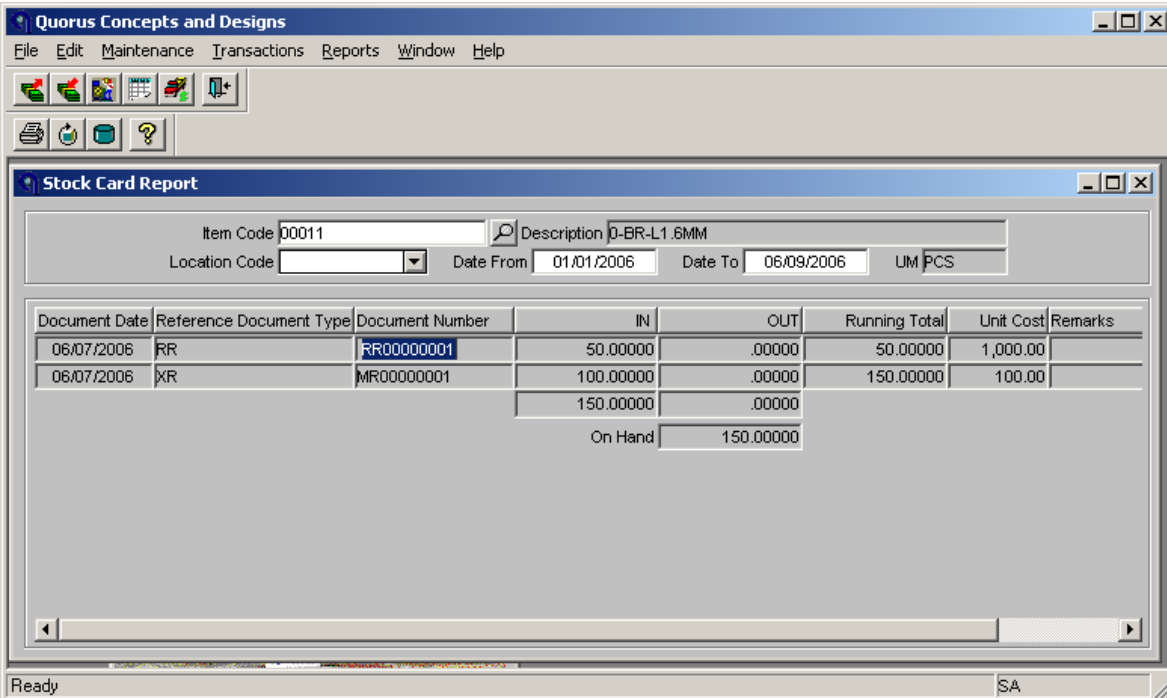 Quorus Concepts and Designs
File Edit Maintenance Transactions Reports Window Help
Stock Card Report
Item Code 00011 Description 0-BR-L1.6MM
Location Code Date From 01/01/2006 Date To 06/09/2006 UM PCS
Document Date Reference Document Type Document Number IN OUT Running Total Unit Cost Remarks
06/07/2006 RR RR00000001 50.00000 .00000 50.00000 1,000.00
06/07/2006 XR MR00000001 100.00000 .00000 150.00000 100.00
150.00000 .00000
On Hand 150.00000
Ready SA